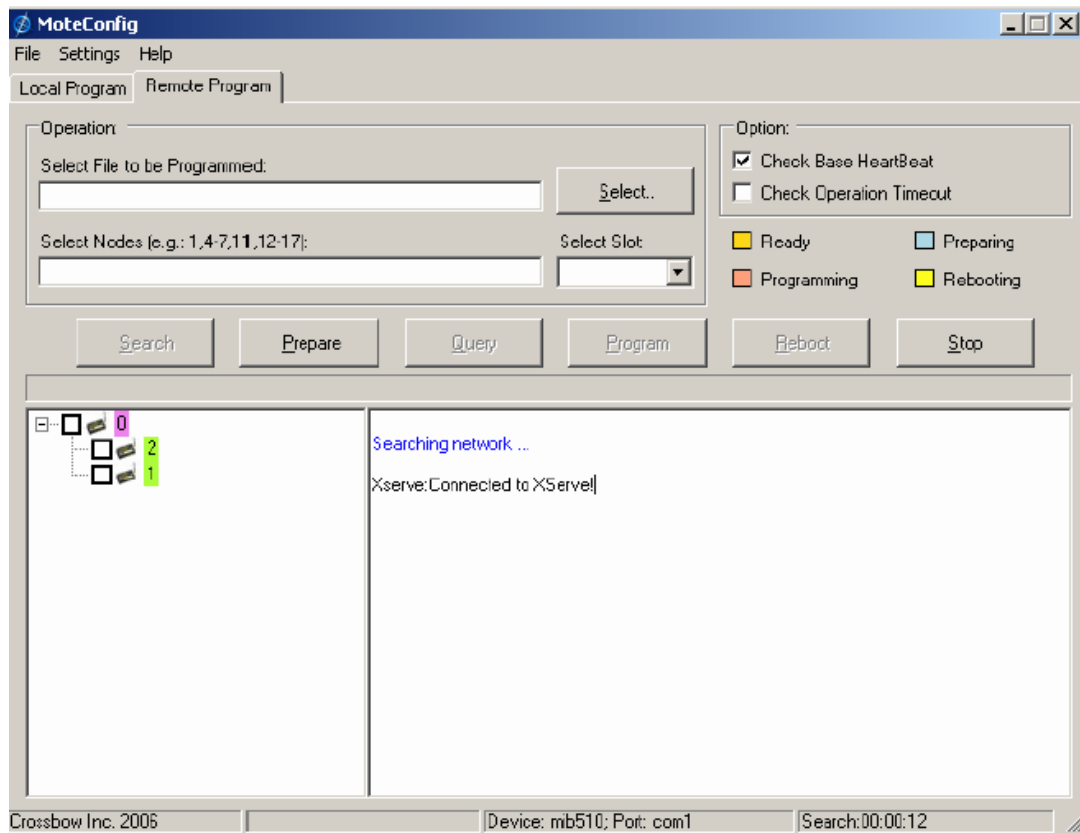 MoteConfig
File Settings Help
Local Program Remote Program
Operation:
Select File to be Programmed:
Select..
Select Nodes (e.g.: 1,4-7,11,12-17):
Select Slot:
Option:
Check Base HeartBeat
Check Operation Timeout
Ready Preparing
Programming Rebooting
Search Prepare Query Program Reboot Stop
0
2
1
Searching network ...
Xserve:Connected to XServe!
Crossbow Inc. 2006 Device: mib510; Port: com1 Search:00:00:12